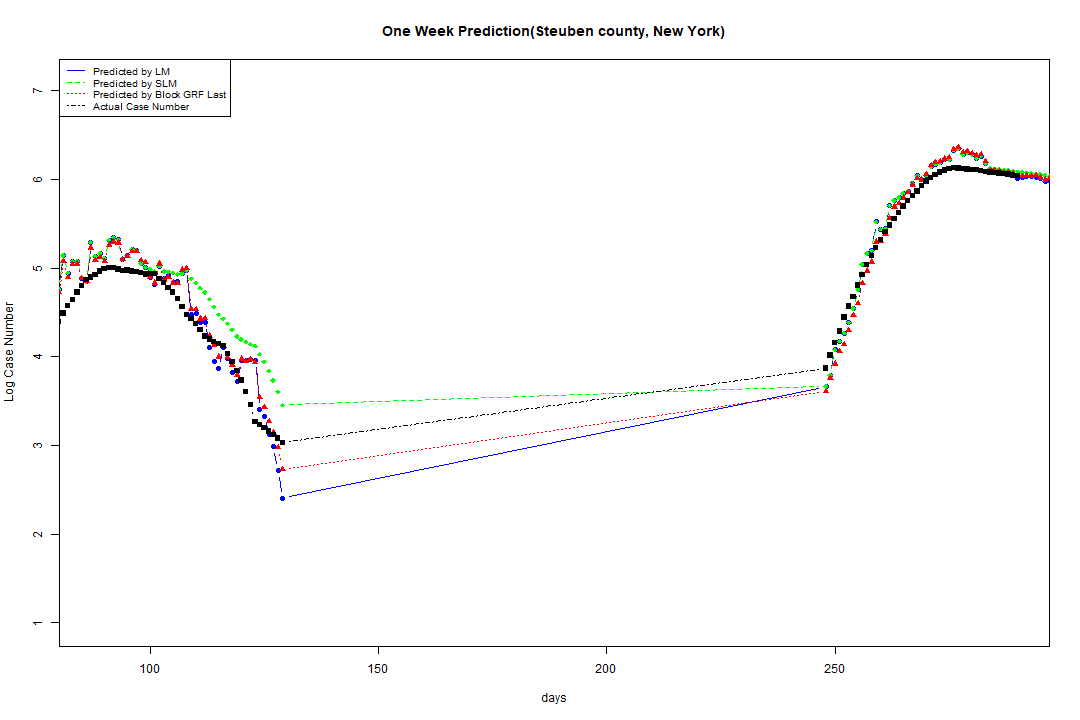 One Week Prediction(Steuben county, New York)
Predicted by LM
Predicted by SLM
Predicted by Block GRF Last
Actual Case Number
7
6
5
4
3
2
1
Log Case Number
100 150 200 250
days